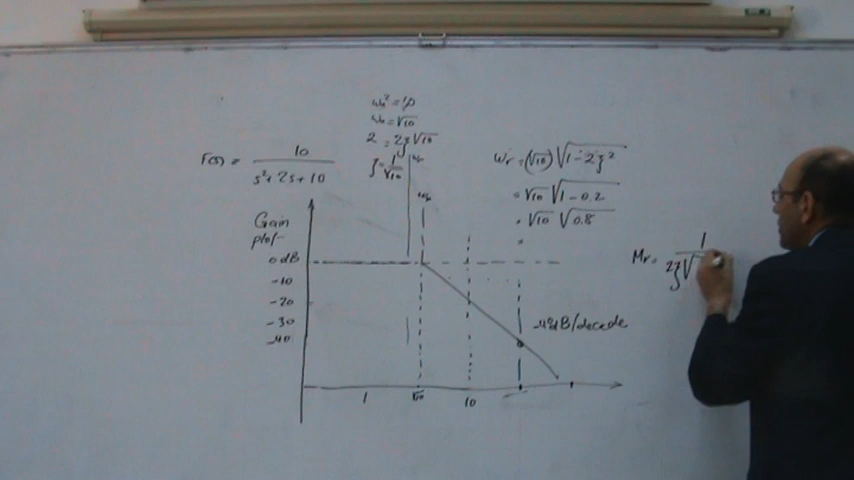 ωn² = 10
ωn = √10
2 = 2ζ√10
ζ = 1/√10
F(s) = 10 / s² + 2s + 10
ωr = (√10) √1 - 2ζ²
= √10 √1 - 0.2
= √10 √0.8
=
Mr = 1 / 2ζ√
Gain
plot
ωr
ωn
0 dB
-10
-20
-30
-40
-40dB/decade
1
√10
10